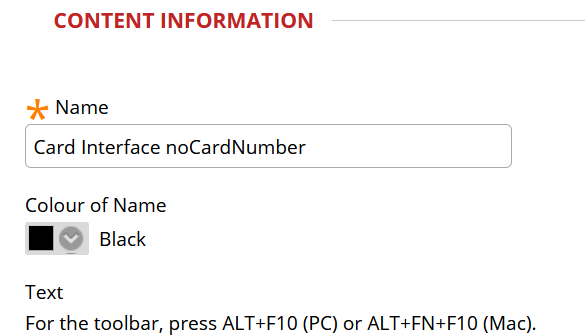 CONTENT INFORMATION
* Name
Card Interface noCardNumber
Colour of Name
Black
Text
For the toolbar, press ALT+F10 (PC) or ALT+FN+F10 (Mac).